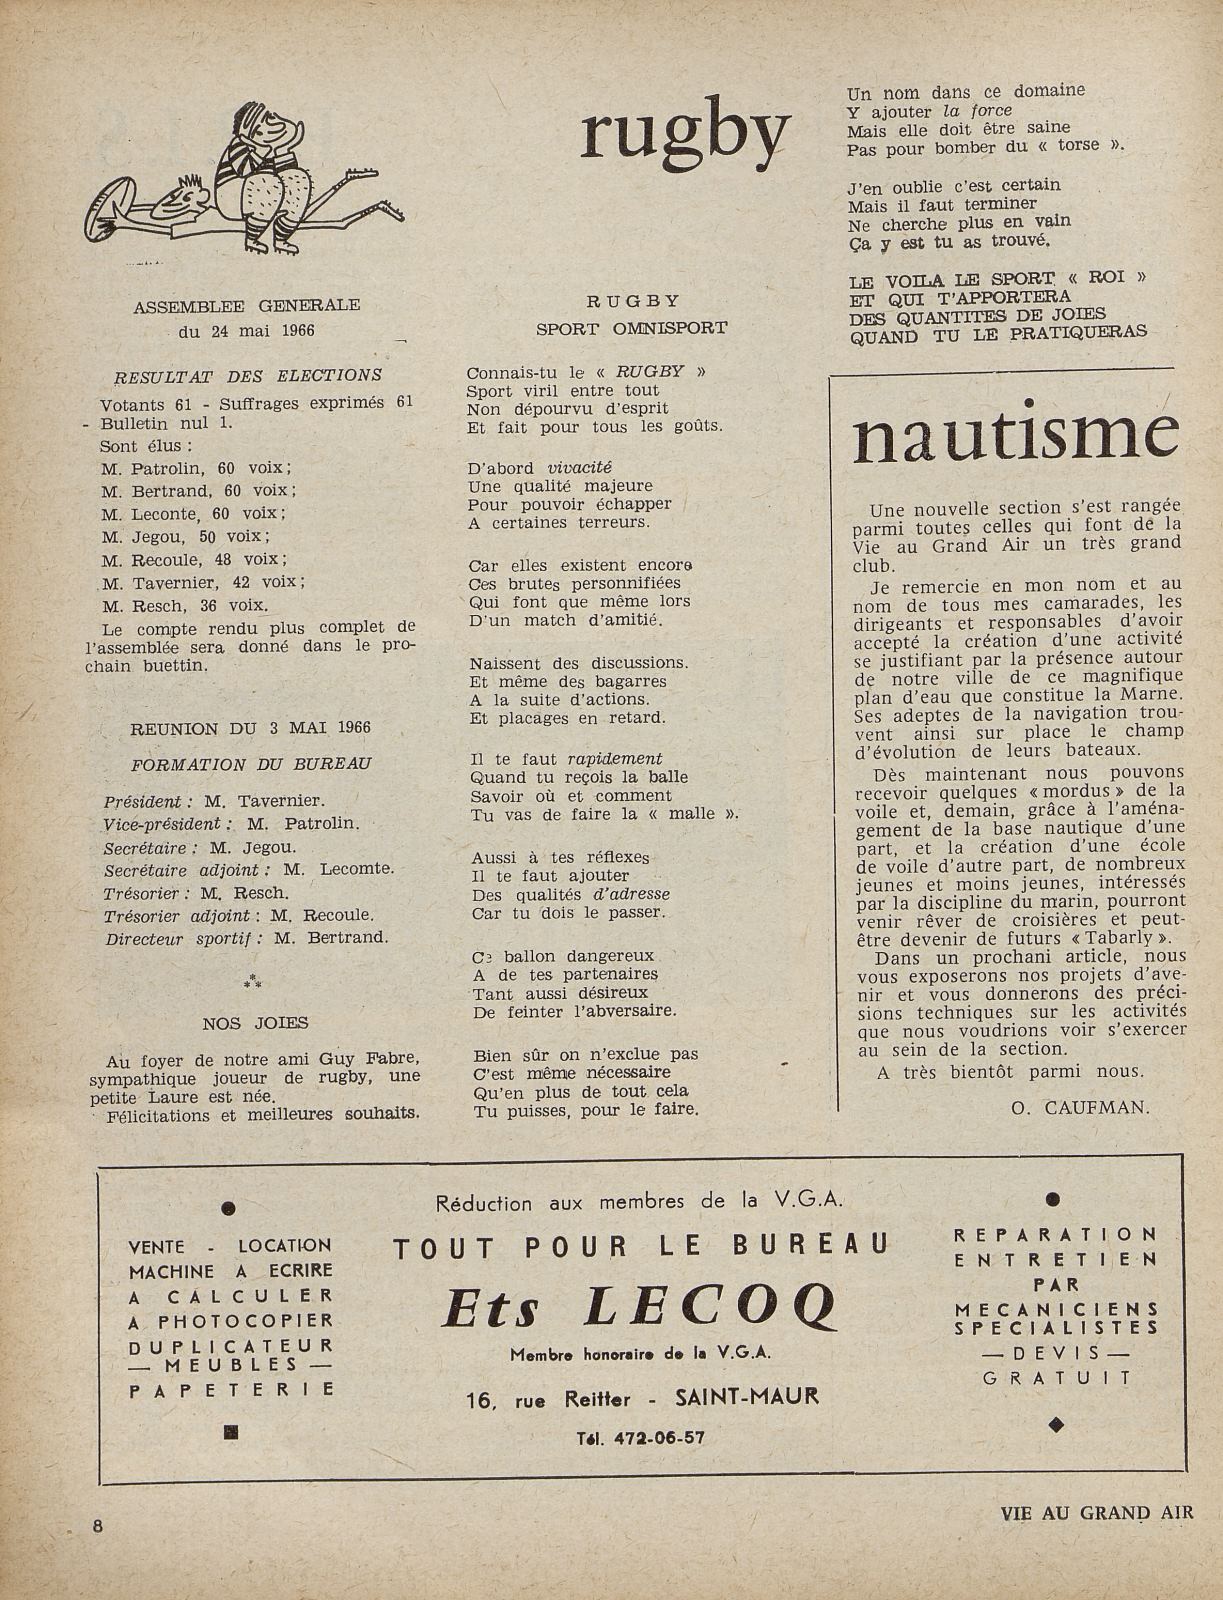 rugby
ASSEMBLEE GENERALE
du 24 mai 1966
RESULTAT DES ELECTIONS
Votants 61 - Suffrages exprimés 61
- Bulletin nul 1.
Sont élus :
M. Patrolin, 60 voix ;
M. Bertrand, 60 voix ;
M. Leconte, 60 voix ;
M. Jegou, 50 voix ;
M. Recoule, 48 voix ;
M. Tavernier, 42 voix ;
M. Resch, 36 voix.
Le compte rendu plus complet de
l'assemblée sera donné dans le pro-
chain buettin.
REUNION DU 3 MAI 1966
FORMATION DU BUREAU
Président : M. Tavernier.
Vice-président : M. Patrolin.
Secrétaire : M. Jegou.
Secrétaire adjoint : M. Lecomte.
Trésorier : M. Resch.
Trésorier adjoint : M. Recoule.
Directeur sportif : M. Bertrand.
***
NOS JOIES
Au foyer de notre ami Guy Fabre,
sympathique joueur de rugby, une
petite Laure est née.
Félicitations et meilleures souhaits.
RUGBY
SPORT OMNISPORT
Connais-tu le « RUGBY »
Sport viril entre tout
Non dépourvu d'esprit
Et fait pour tous les goûts.
D'abord vivacité
Une qualité majeure
Pour pouvoir échapper
A certaines terreurs.
Car elles existent encore
Ces brutes personnifiées
Qui font que même lors
D'un match d'amitié.
Naissent des discussions.
Et même des bagarres
A la suite d'actions.
Et placages en retard.
Il te faut rapidement
Quand tu reçois la balle
Savoir où et comment
Tu vas de faire la « malle ».
Aussi à tes réflexes
Il te faut ajouter
Des qualités d'adresse
Car tu dois le passer.
Ce ballon dangereux
A de tes partenaires
Tant aussi désireux
De feinter l'abversaire.
Bien sûr on n'exclue pas
C'est même nécessaire
Qu'en plus de tout cela
Tu puisses, pour le faire.
Un nom dans ce domaine
Y ajouter la force
Mais elle doit être saine
Pas pour bomber du « torse ».
J'en oublie c'est certain
Mais il faut terminer
Ne cherche plus en vain
Ça y est tu as trouvé.
LE VOILA LE SPORT « ROI »
ET QUI T'APPORTERA
DES QUANTITES DE JOIES
QUAND TU LE PRATIQUERAS
nautisme
Une nouvelle section s'est rangée
parmi toutes celles qui font de la
Vie au Grand Air un très grand
club.
Je remercie en mon nom et au
nom de tous mes camarades, les
dirigeants et responsables d'avoir
accepté la création d'une activité
se justifiant par la présence autour
de notre ville de ce magnifique
plan d'eau que constitue la Marne.
Ses adeptes de la navigation trou-
vent ainsi sur place le champ
d'évolution de leurs bateaux.
Dès maintenant nous pouvons
recevoir quelques « mordus » de la
voile et, demain, grâce à l'aména-
gement de la base nautique d'une
part, et la création d'une école
de voile d'autre part, de nombreux
jeunes et moins jeunes, intéressés
par la discipline du marin, pourront
venir rêver de croisières et peut-
être devenir de futurs « Tabarly ».
Dans un prochani article, nous
vous exposerons nos projets d'ave-
nir et vous donnerons des préci-
sions techniques sur les activités
que nous voudrions voir s'exercer
au sein de la section.
A très bientôt parmi nous.
O. CAUFMAN.
VENTE - LOCATION
MACHINE A ECRIRE
A CALCULER
A PHOTOCOPIER
DUPLICATEUR
— MEUBLES —
PAPETERIE
Réduction aux membres de la V.G.A.
TOUT POUR LE BUREAU
Ets LECOQ
Membre honoraire de la V.G.A.
16, rue Reitter - SAINT-MAUR
Tél. 472-06-57
REPARATION
ENTRETIEN
PAR
MECANICIENS
SPECIALISTES
— DEVIS —
GRATUIT
8
VIE AU GRAND AIR